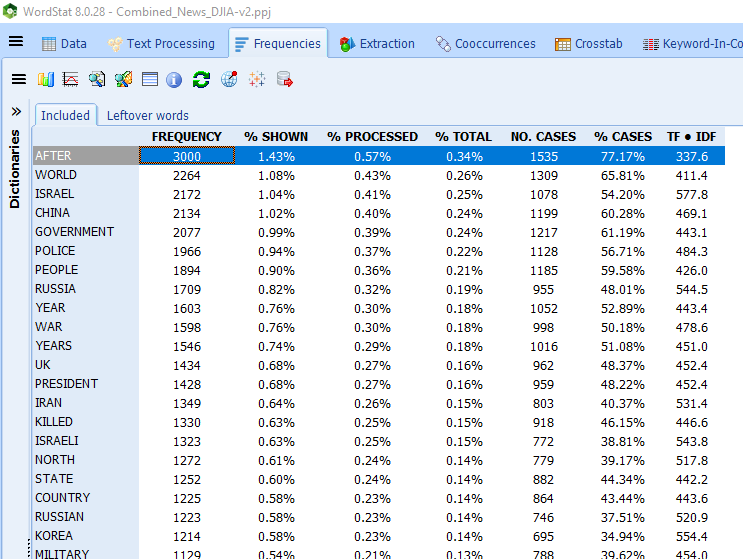 WordStat 8.0.28 - Combined_News_DJIA-v2.ppj
Data Text Processing Frequencies Extraction Cooccurrences Crosstab Keyword-In-Co
Included Leftover words
Dictionaries
FREQUENCY % SHOWN % PROCESSED % TOTAL NO. CASES % CASES TF • IDF
AFTER 3000 1.43% 0.57% 0.34% 1535 77.17% 337.6
WORLD 2264 1.08% 0.43% 0.26% 1309 65.81% 411.4
ISRAEL 2172 1.04% 0.41% 0.25% 1078 54.20% 577.8
CHINA 2134 1.02% 0.40% 0.24% 1199 60.28% 469.1
GOVERNMENT 2077 0.99% 0.39% 0.24% 1217 61.19% 443.1
POLICE 1966 0.94% 0.37% 0.22% 1128 56.71% 484.3
PEOPLE 1894 0.90% 0.36% 0.21% 1185 59.58% 426.0
RUSSIA 1709 0.82% 0.32% 0.19% 955 48.01% 544.5
YEAR 1603 0.76% 0.30% 0.18% 1052 52.89% 443.4
WAR 1598 0.76% 0.30% 0.18% 998 50.18% 478.6
YEARS 1546 0.74% 0.29% 0.18% 1016 51.08% 451.0
UK 1434 0.68% 0.27% 0.16% 962 48.37% 452.4
PRESIDENT 1428 0.68% 0.27% 0.16% 959 48.22% 452.4
IRAN 1349 0.64% 0.26% 0.15% 803 40.37% 531.4
KILLED 1330 0.63% 0.25% 0.15% 918 46.15% 446.6
ISRAELI 1323 0.63% 0.25% 0.15% 772 38.81% 543.8
NORTH 1272 0.61% 0.24% 0.14% 779 39.17% 517.8
STATE 1252 0.60% 0.24% 0.14% 882 44.34% 442.2
COUNTRY 1225 0.58% 0.23% 0.14% 864 43.44% 443.6
RUSSIAN 1223 0.58% 0.23% 0.14% 746 37.51% 520.9
KOREA 1214 0.58% 0.23% 0.14% 695 34.94% 554.4
MILITARY 1129 0.54% 0.21% 0.13% 788 39.62% 454.0